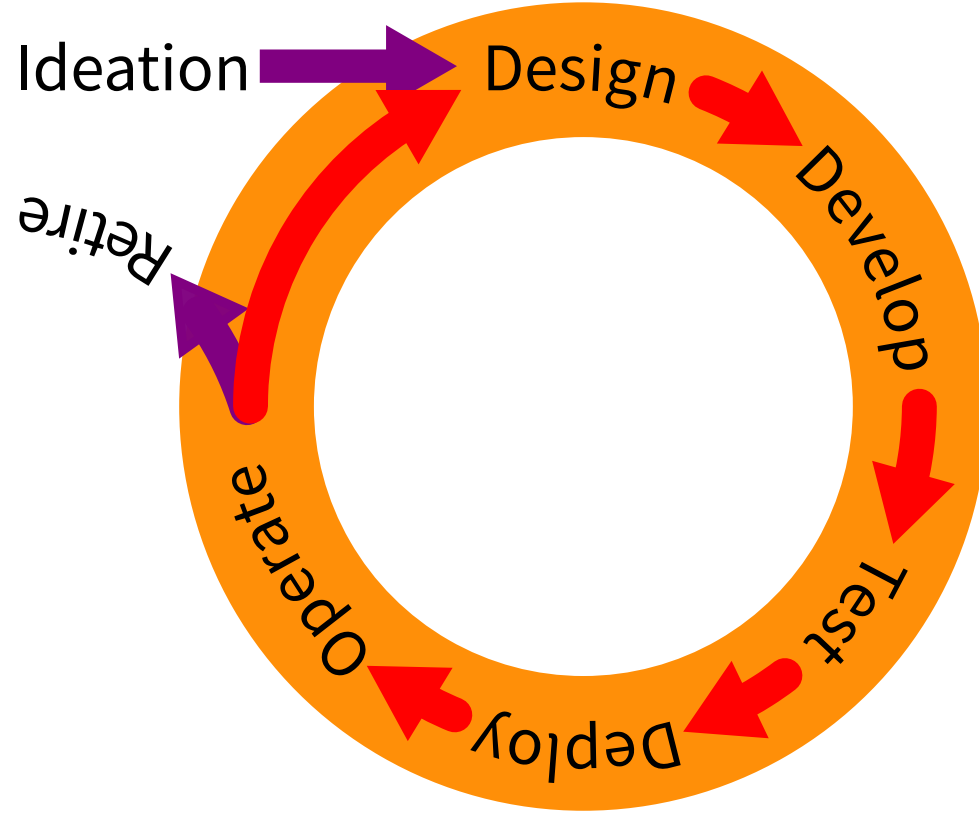 Ideation
Design
Develop
Test
Deploy
Operate
Retire